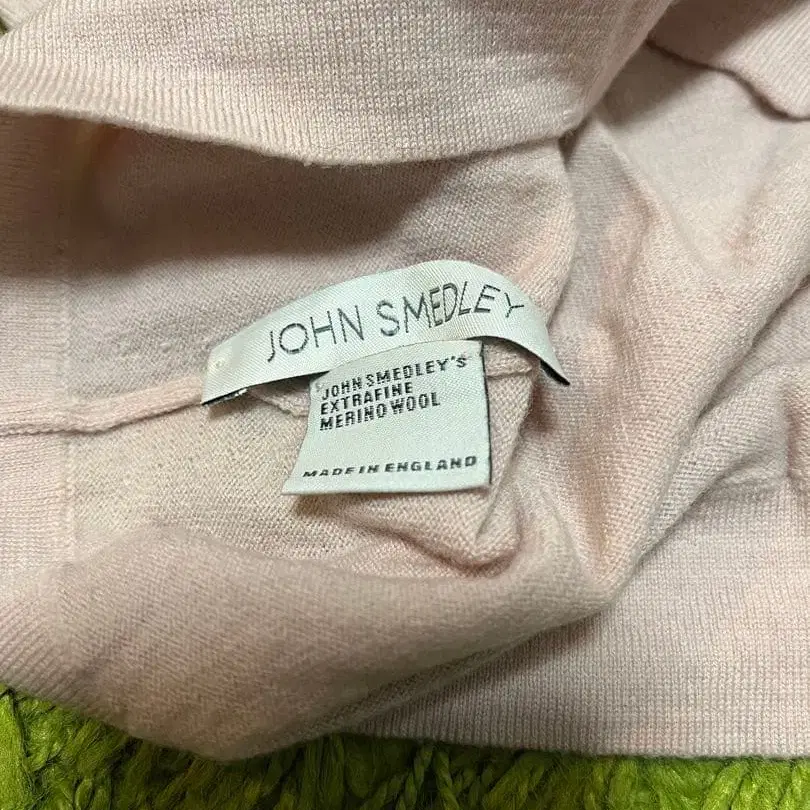 JOHN SMEDLEY
JOHN SMEDLEY'S
EXTRAFINE
MERINO WOOL
MADE IN ENGLAND